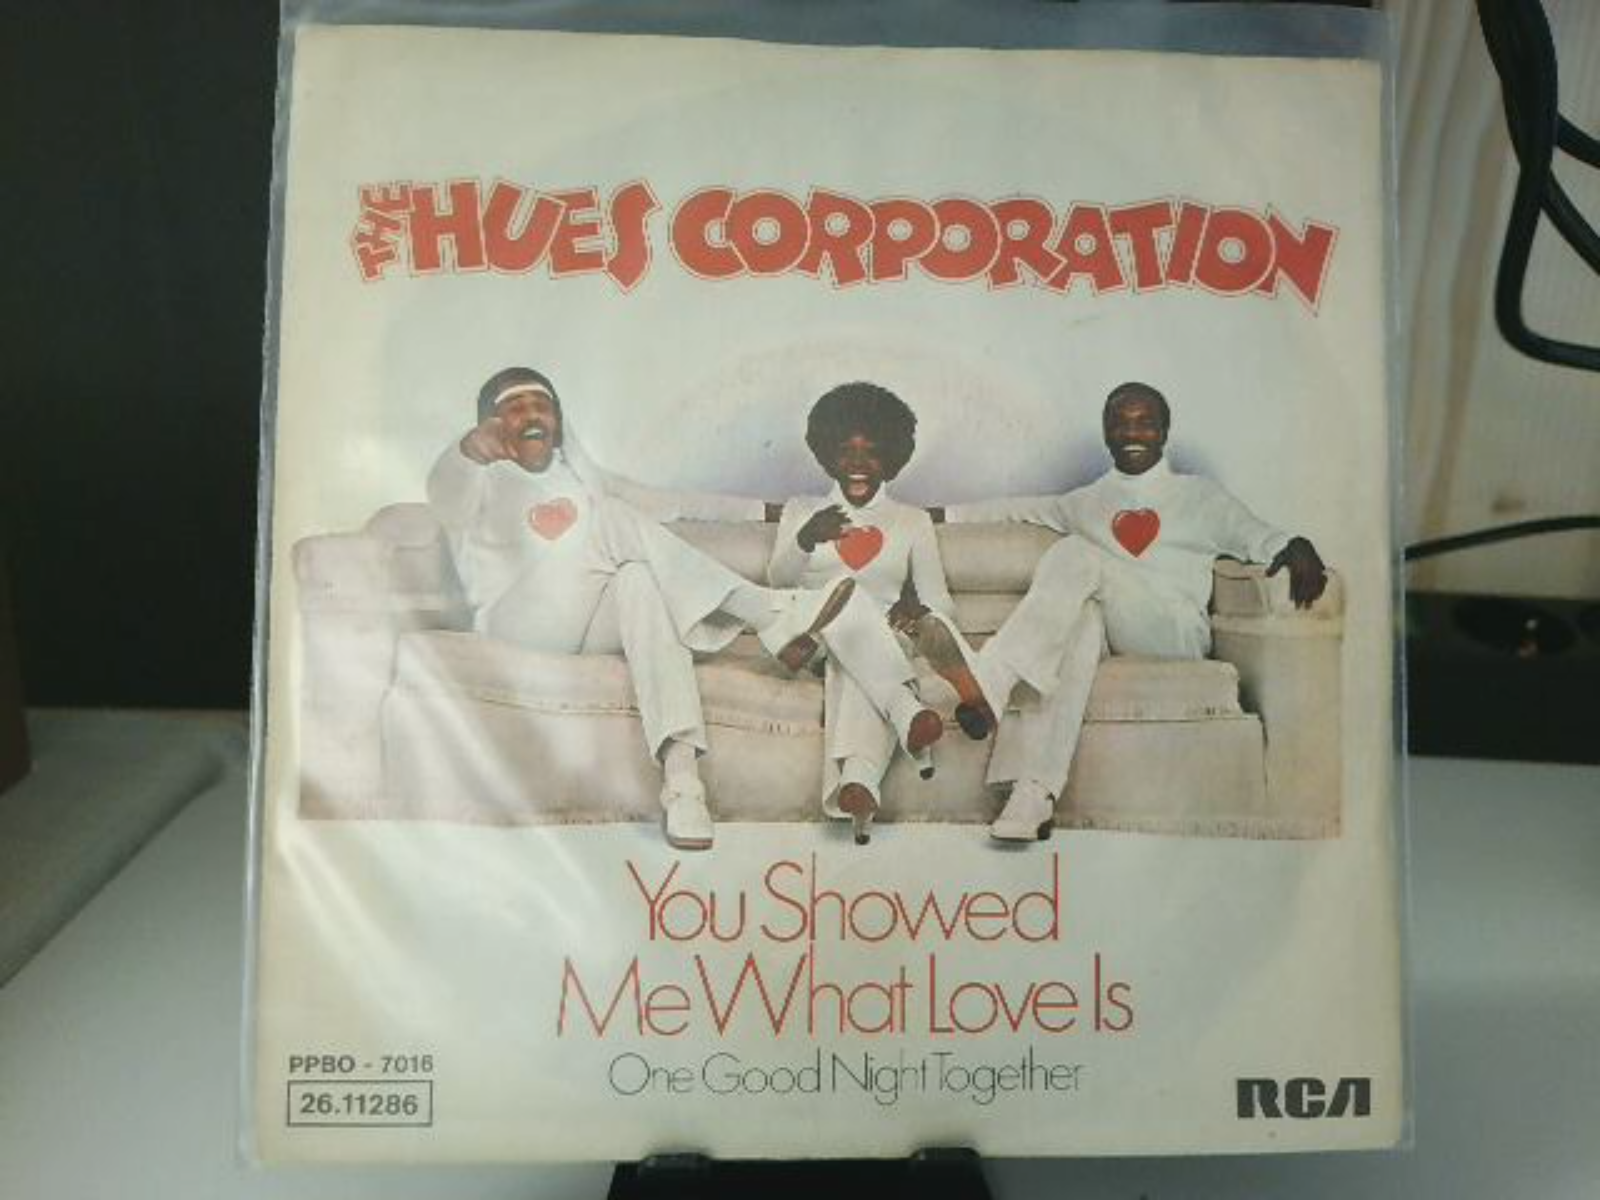 THE HUES CORPORATION
You Showed
Me What Love Is
One Good Night Together
PPBO - 7016
26.11286
RCA